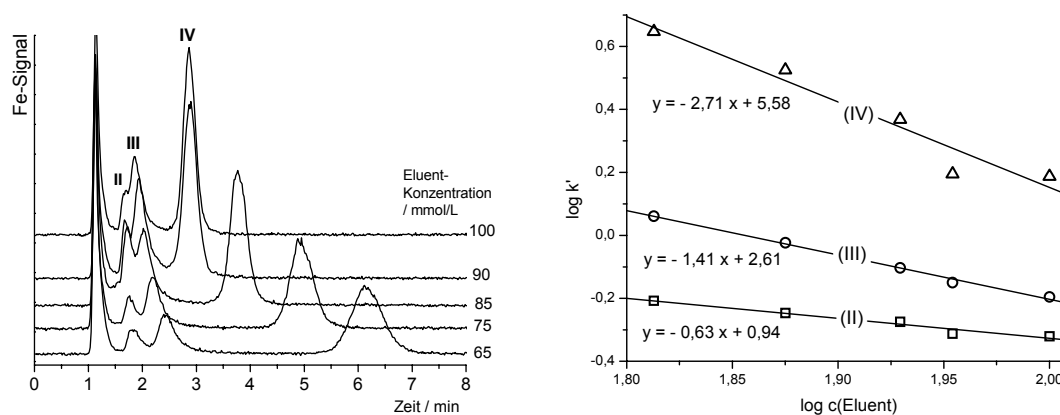 Fe-Signal
IV
III
II
Eluent-
Konzentration
/ mmol/L
100
90
85
75
65
0 1 2 3 4 5 6 7 8
Zeit / min
log k'
0,6
0,4
0,2
0,0
-0,2
-0,4
y = - 2,71 x + 5,58
(IV)
y = - 1,41 x + 2,61
(III)
y = - 0,63 x + 0,94
(II)
1,80 1,85 1,90 1,95 2,00
log c(Eluent)